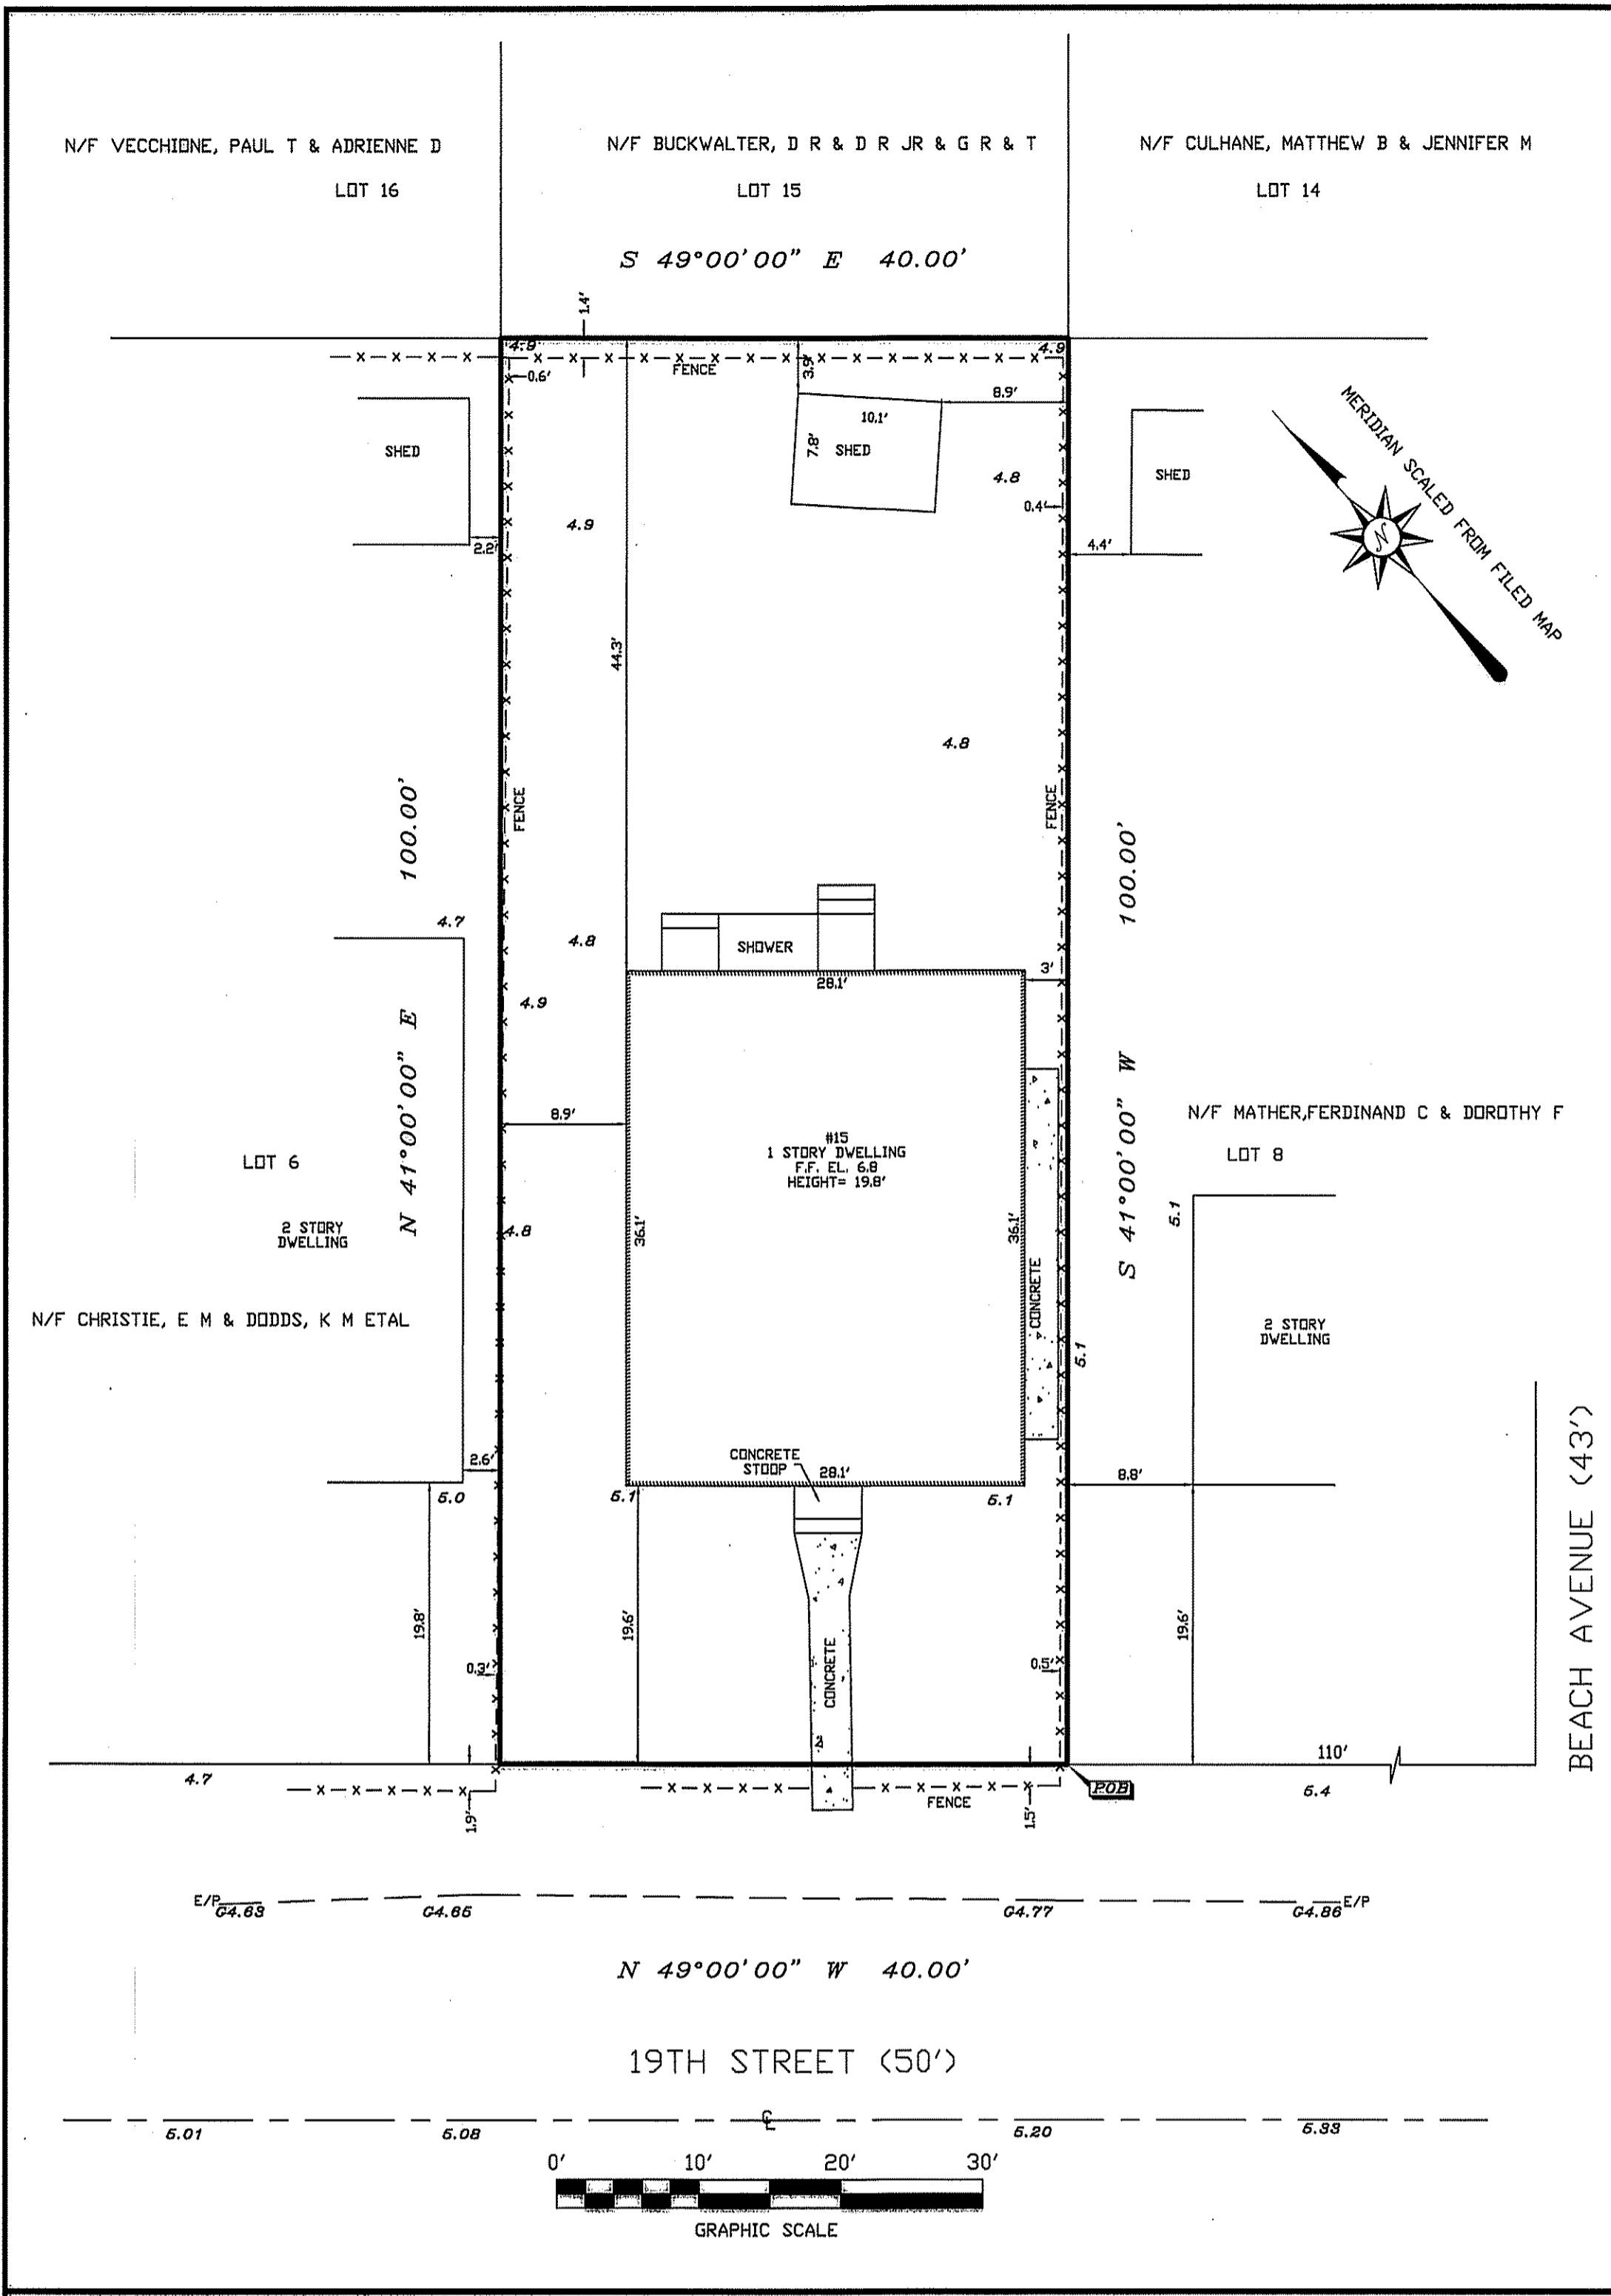 N/F VECCHIONE, PAUL T & ADRIENNE D
LOT 16
N/F BUCKWALTER, D R & D R JR & G R & T
LOT 15
N/F CULHANE, MATTHEW B & JENNIFER M
LOT 14
S 49°00'00" E 40.00'
1.4'
4.9
4.9
FENCE
3.9'
0.6'
8.9'
10.1'
7.8'
SHED
SHED
SHED
4.8
0.4'
4.9
2.2'
4.4'
MERIDIAN SCALED FROM FILED MAP
N
44.3'
4.8
FENCE
FENCE
N 41°00'00" E 100.00'
S 41°00'00" W 100.00'
4.7
4.8
SHOWER
3'
28.1'
4.9
8.9'
#15
1 STORY DWELLING
F.F. EL. 6.8
HEIGHT= 19.8'
N/F MATHER,FERDINAND C & DOROTHY F
LOT 8
LOT 6
2 STORY
DWELLING
4.8
36.1'
36.1'
CONCRETE
5.1
N/F CHRISTIE, E M & DODDS, K M ETAL
2 STORY
DWELLING
5.1
BEACH AVENUE (43')
CONCRETE
STOOP
28.1'
2.6'
8.8'
5.0
5.1
5.1
19.8'
19.6'
CONCRETE
19.6'
0.3'
0.5'
110'
4.7
P.O.B
5.4
FENCE
1.9'
1.5'
E/P
G4.63
G4.65
G4.77
G4.86
E/P
N 49°00'00" W 40.00'
19TH STREET (50')
5.01
5.08
5.20
5.33
0' 10' 20' 30'
GRAPHIC SCALE